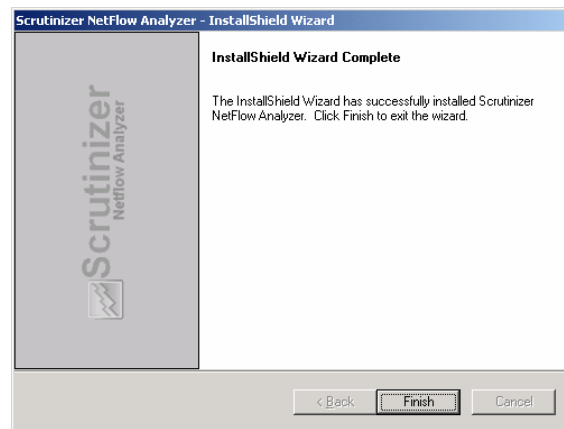 Scrutinizer NetFlow Analyzer - InstallShield Wizard
InstallShield Wizard Complete
The InstallShield Wizard has successfully installed Scrutinizer
NetFlow Analyzer. Click Finish to exit the wizard.
Scrutinizer
Netflow Analyzer
< Back
Finish
Cancel